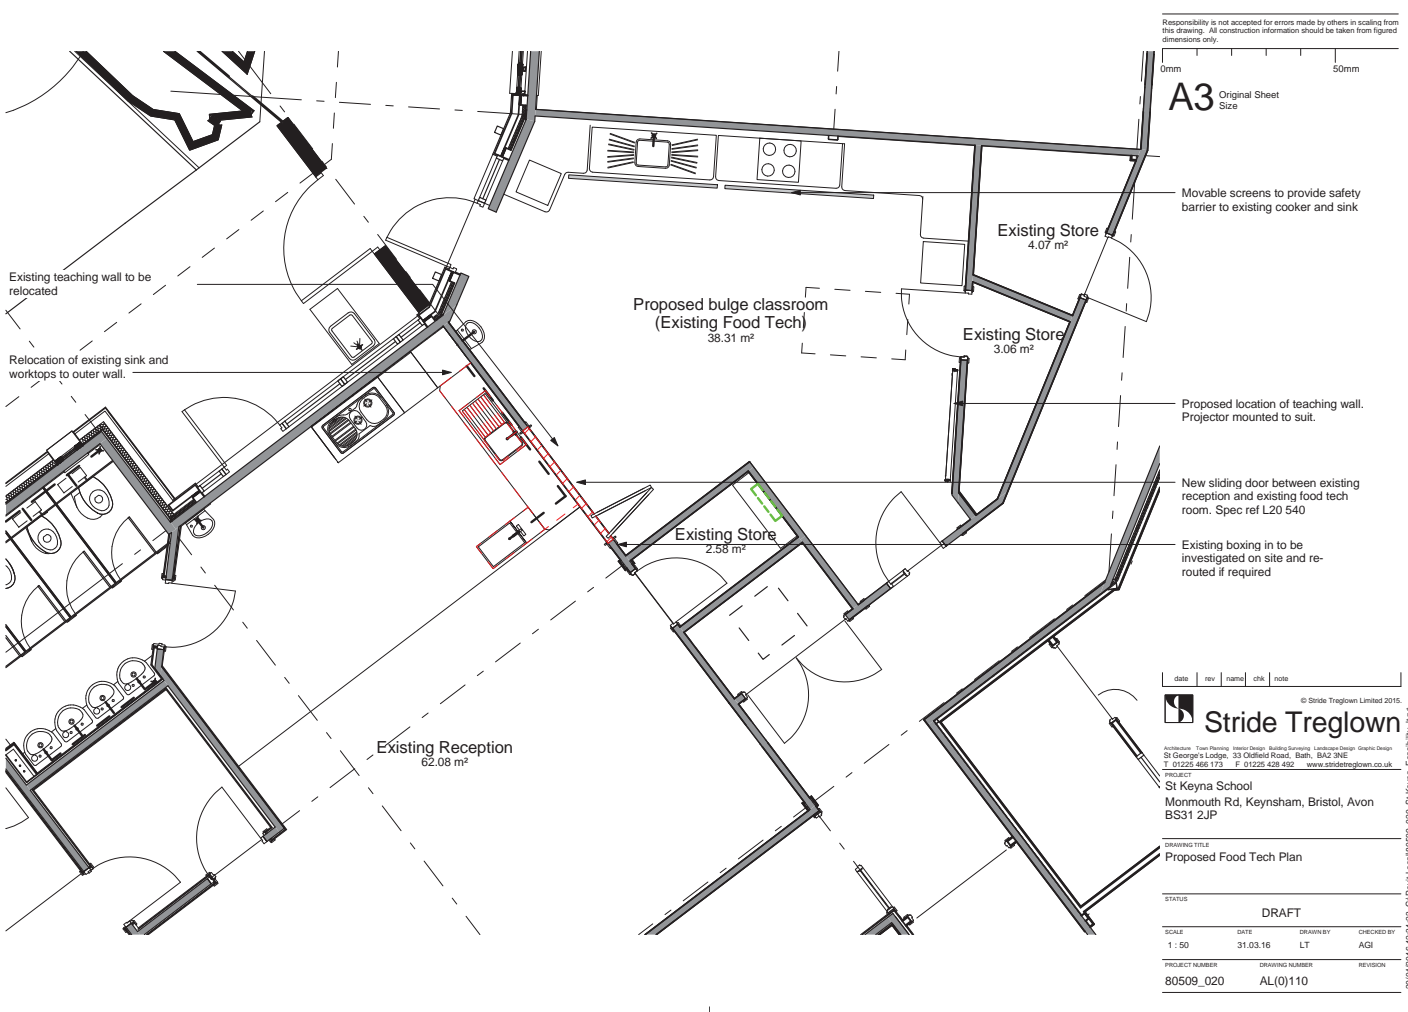 Responsibility is not accepted for errors made by others in scaling from
this drawing. All construction information should be taken from figured
dimensions only.
0mm
50mm
A3 Original Sheet
Size
Movable screens to provide safety
barrier to existing cooker and sink
Existing Store
4.07 m²
Existing teaching wall to be
relocated
Proposed bulge classroom
(Existing Food Tech)
38.31 m²
Existing Store
3.06 m²
Relocation of existing sink and
worktops to outer wall.
Proposed location of teaching wall.
Projector mounted to suit.
New sliding door between existing
reception and existing food tech
room. Spec ref L20 540
Existing Store
2.58 m²
Existing boxing in to be
investigated on site and re-
routed if required
Existing Reception
62.08 m²
date rev name chk note
© Stride Treglown Limited 2015.
Stride Treglown
Architecture Town Planning Interior Design Building Surveying Landscape Design Graphic Design
St George's Lodge, 33 Oldfield Road, Bath, BA2 3NE
T 01225 466 173 F 01225 428 492 www.stridetreglown.co.uk
PROJECT
St Keyna School
Monmouth Rd, Keynsham, Bristol, Avon
BS31 2JP
DRAWING TITLE
Proposed Food Tech Plan
STATUS
DRAFT
SCALE DATE DRAWN BY CHECKED BY
1 : 50 31.03.16 LT AGI
PROJECT NUMBER DRAWING NUMBER REVISION
80509_020 AL(0)110